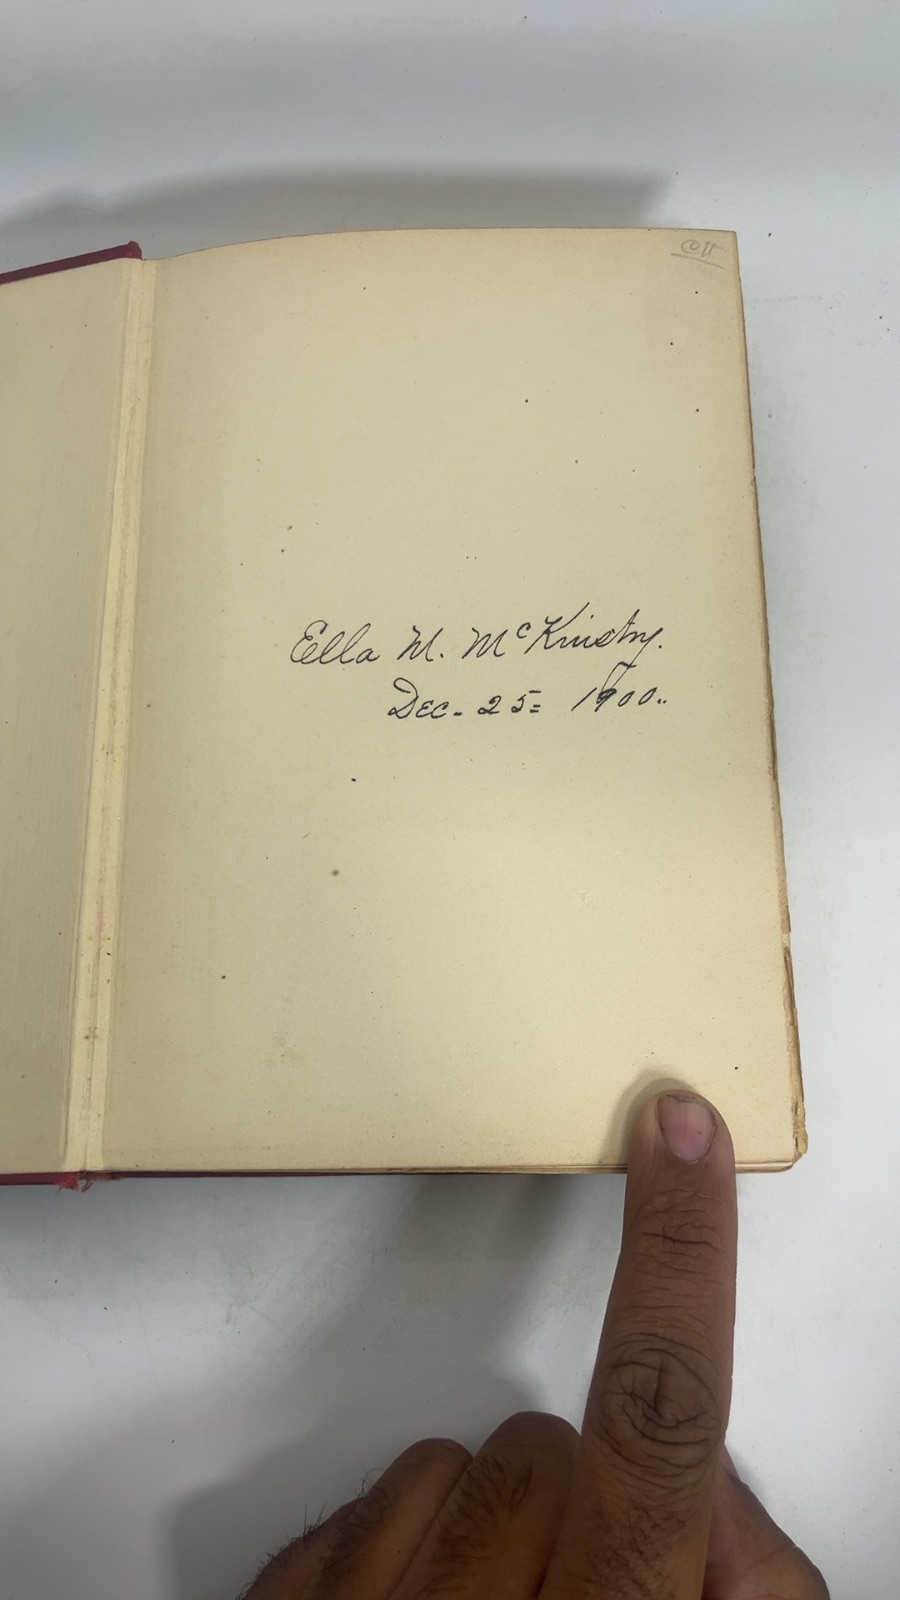 Ella M. McKinstry.
Dec. 25= 1900..